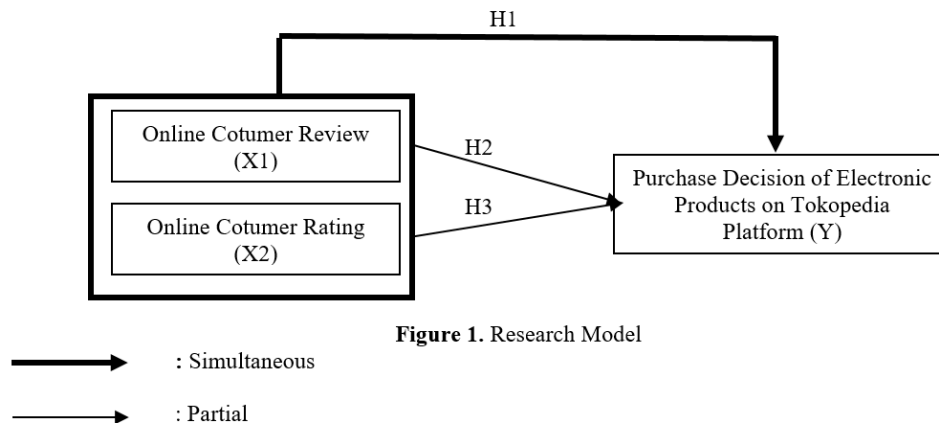 H1
Online Cotumer Review
(X1)
H2
Purchase Decision of Electronic
Products on Tokopedia
Platform (Y)
H3
Online Cotumer Rating
(X2)
Figure 1. Research Model
: Simultaneous
: Partial